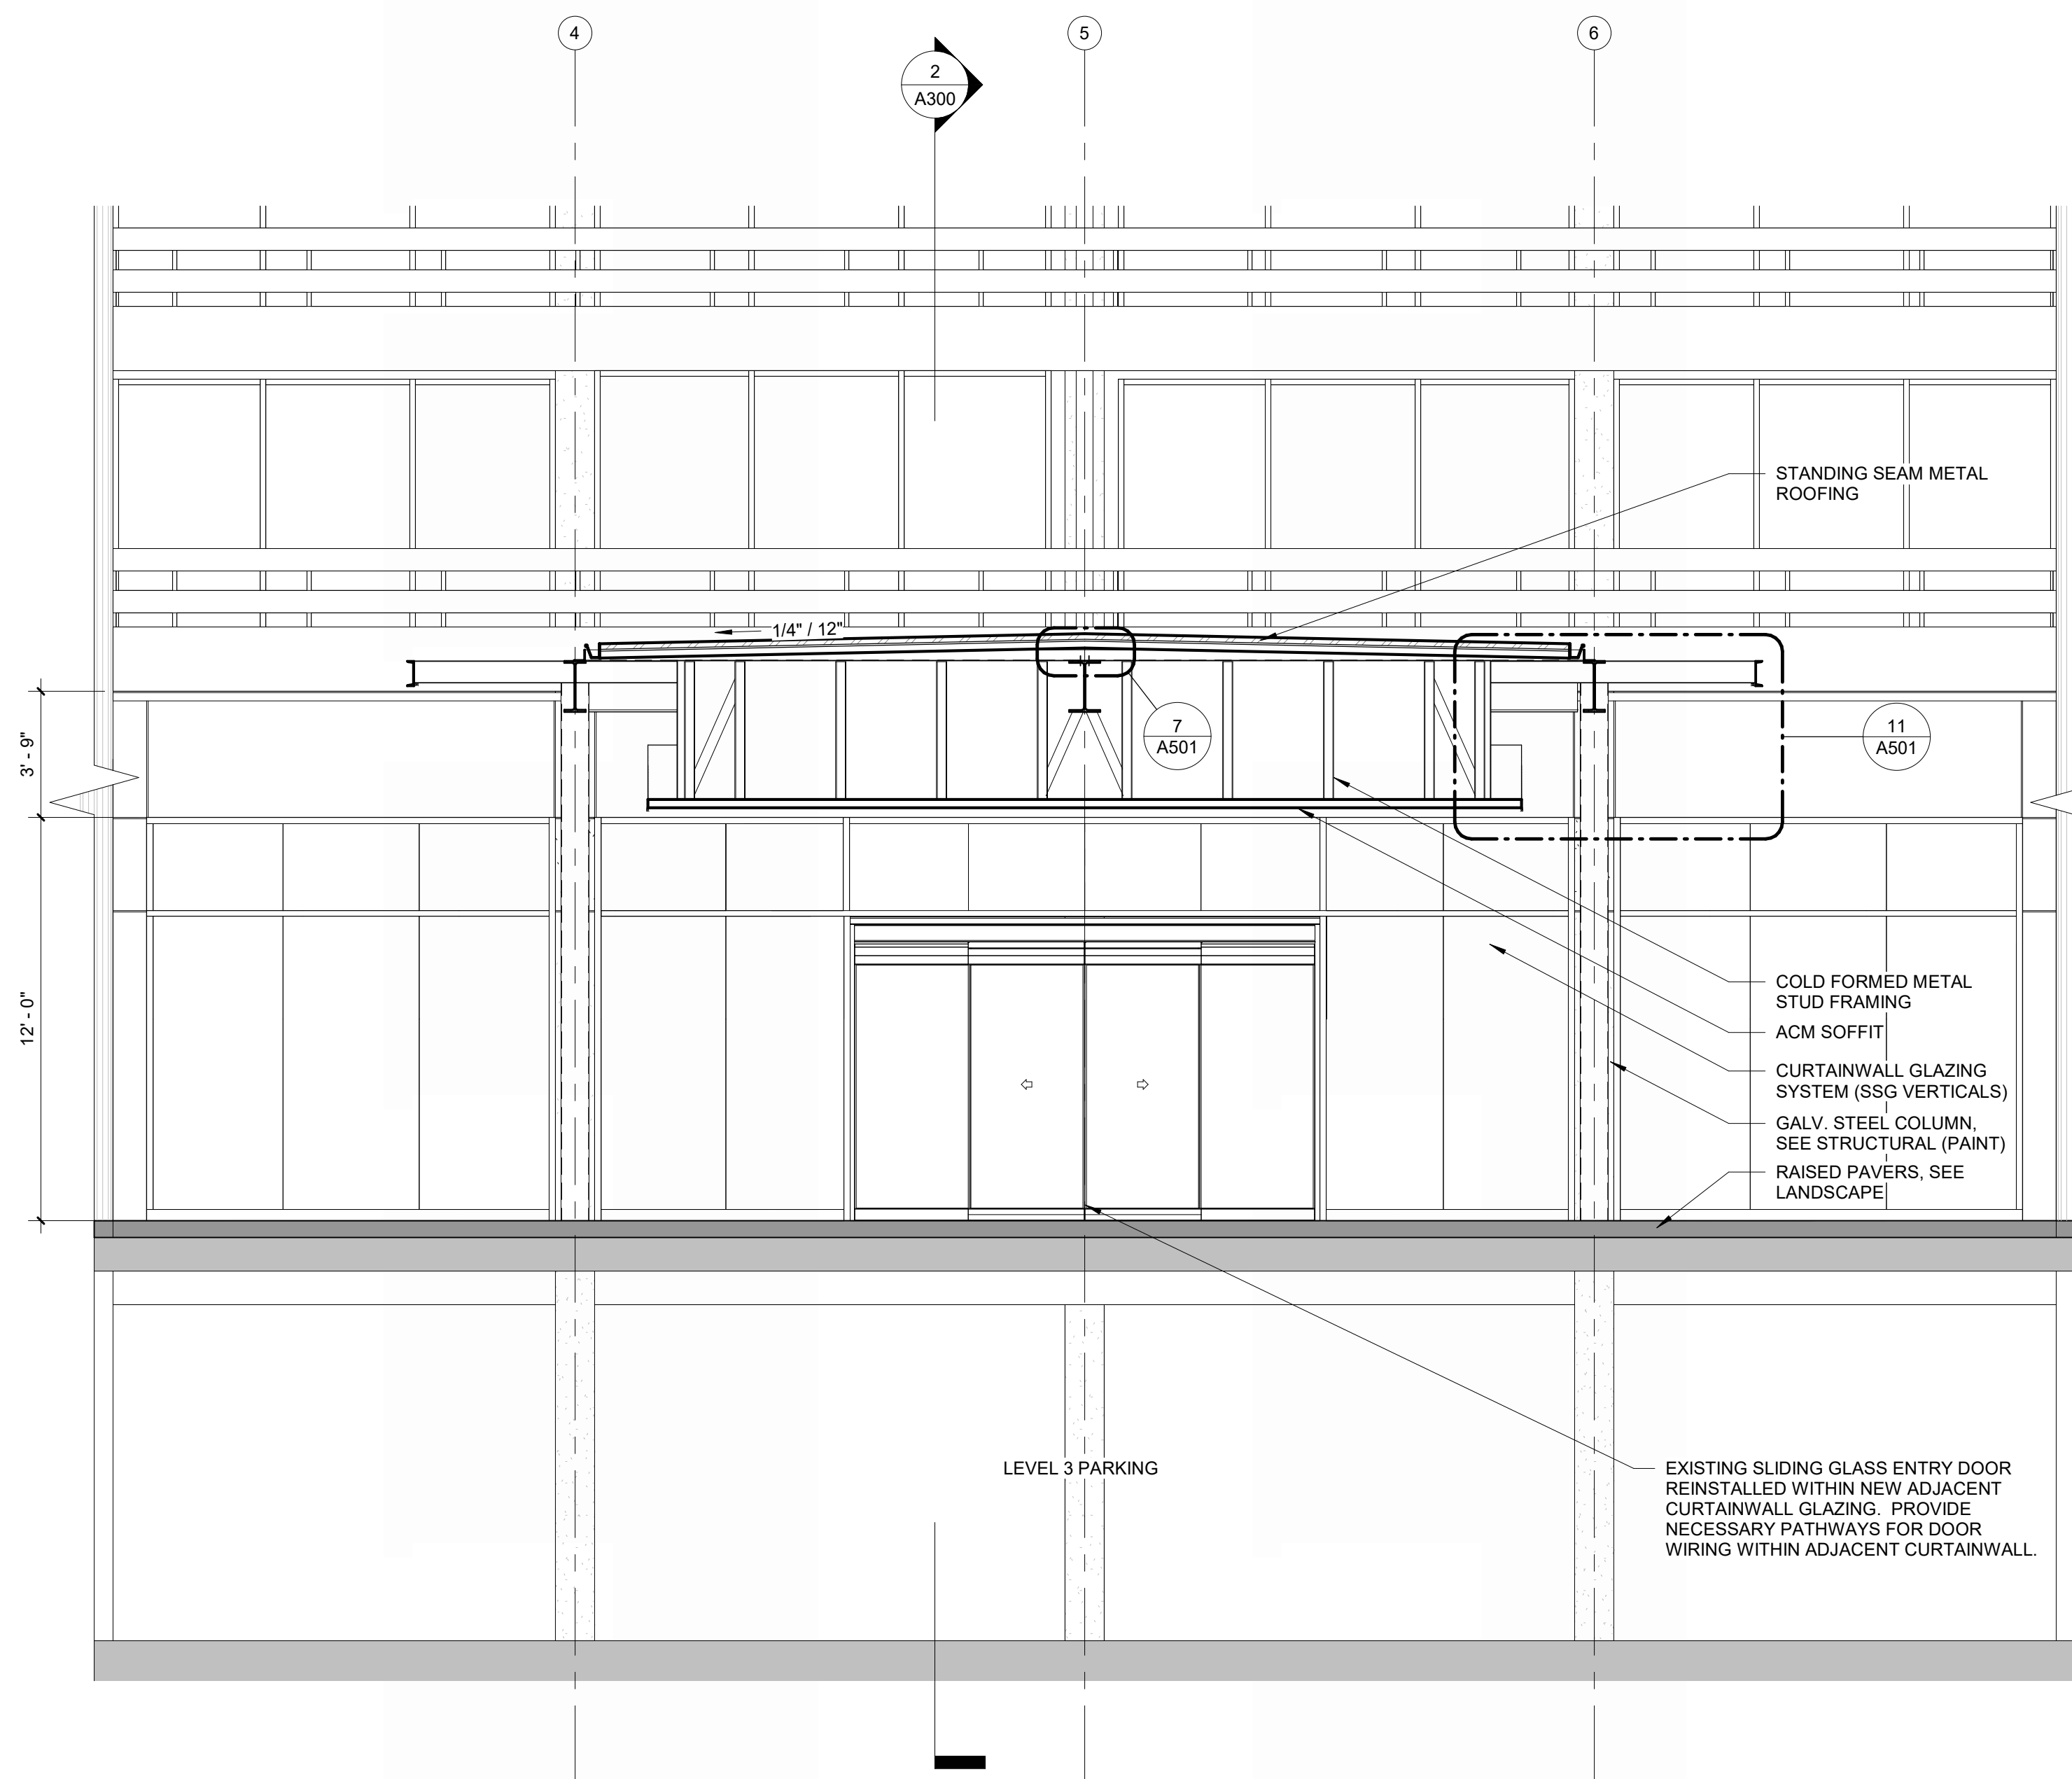 4
5
6
2
A300
STANDING SEAM METAL
ROOFING
1/4" / 12"
7
A501
11
A501
3' - 9"
12' - 0"
COLD FORMED METAL
STUD FRAMING
ACM SOFFIT
CURTAINWALL GLAZING
SYSTEM (SSG VERTICALS)
GALV. STEEL COLUMN,
SEE STRUCTURAL (PAINT)
RAISED PAVERS, SEE
LANDSCAPE
LEVEL 3 PARKING
EXISTING SLIDING GLASS ENTRY DOOR
REINSTALLED WITHIN NEW ADJACENT
CURTAINWALL GLAZING. PROVIDE
NECESSARY PATHWAYS FOR DOOR
WIRING WITHIN ADJACENT CURTAINWALL.